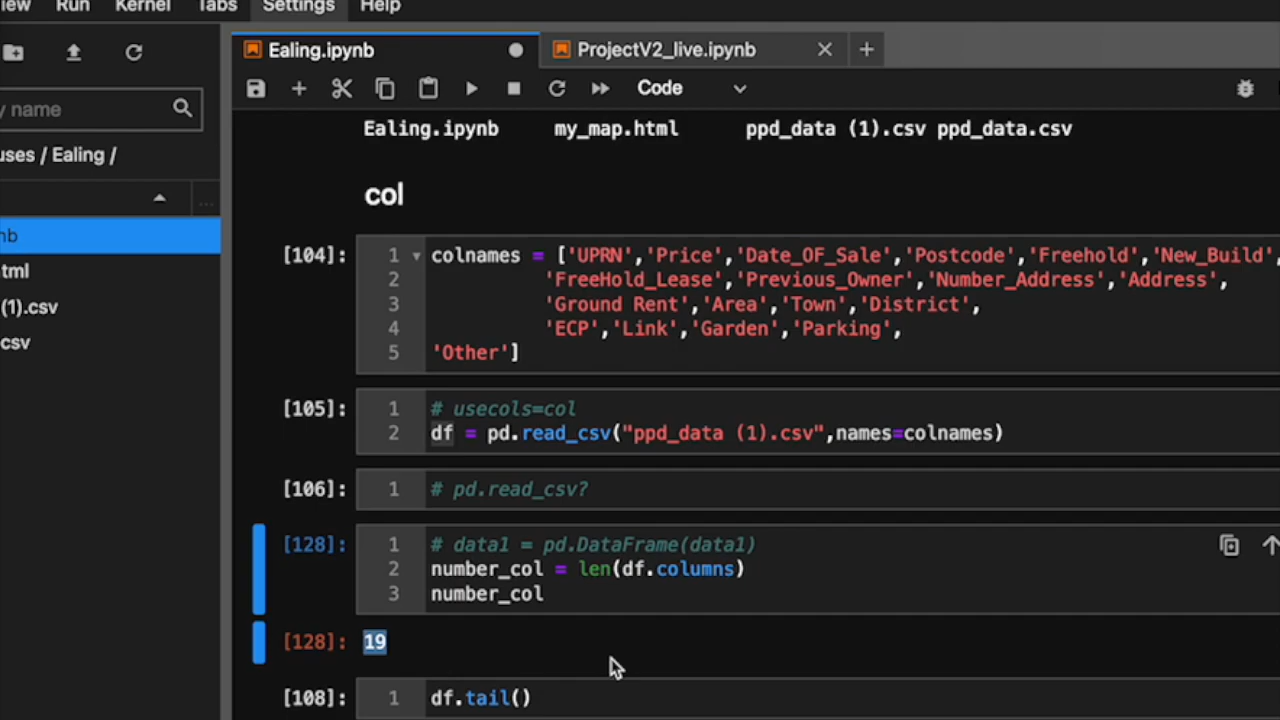 iew Run Kernel Tabs Settings Help
Ealing.ipynb ProjectV2_live.ipynb
Code
y name
Ealing.ipynb my_map.html ppd_data (1).csv ppd_data.csv
uses / Ealing /
col
...
nb
tml
(1).csv
csv
[104]: 1 colnames = ['UPRN','Price','Date_OF_Sale','Postcode','Freehold','New_Build',
2 'FreeHold_Lease','Previous_Owner','Number_Address','Address',
3 'Ground Rent','Area','Town','District',
4 'ECP','Link','Garden','Parking',
5 'Other']
[105]: 1 # usecols=col
2 df = pd.read_csv("ppd_data (1).csv",names=colnames)
[106]: 1 # pd.read_csv?
[128]: 1 # data1 = pd.DataFrame(data1)
2 number_col = len(df.columns)
3 number_col
[128]: 19
[108]: 1 df.tail()